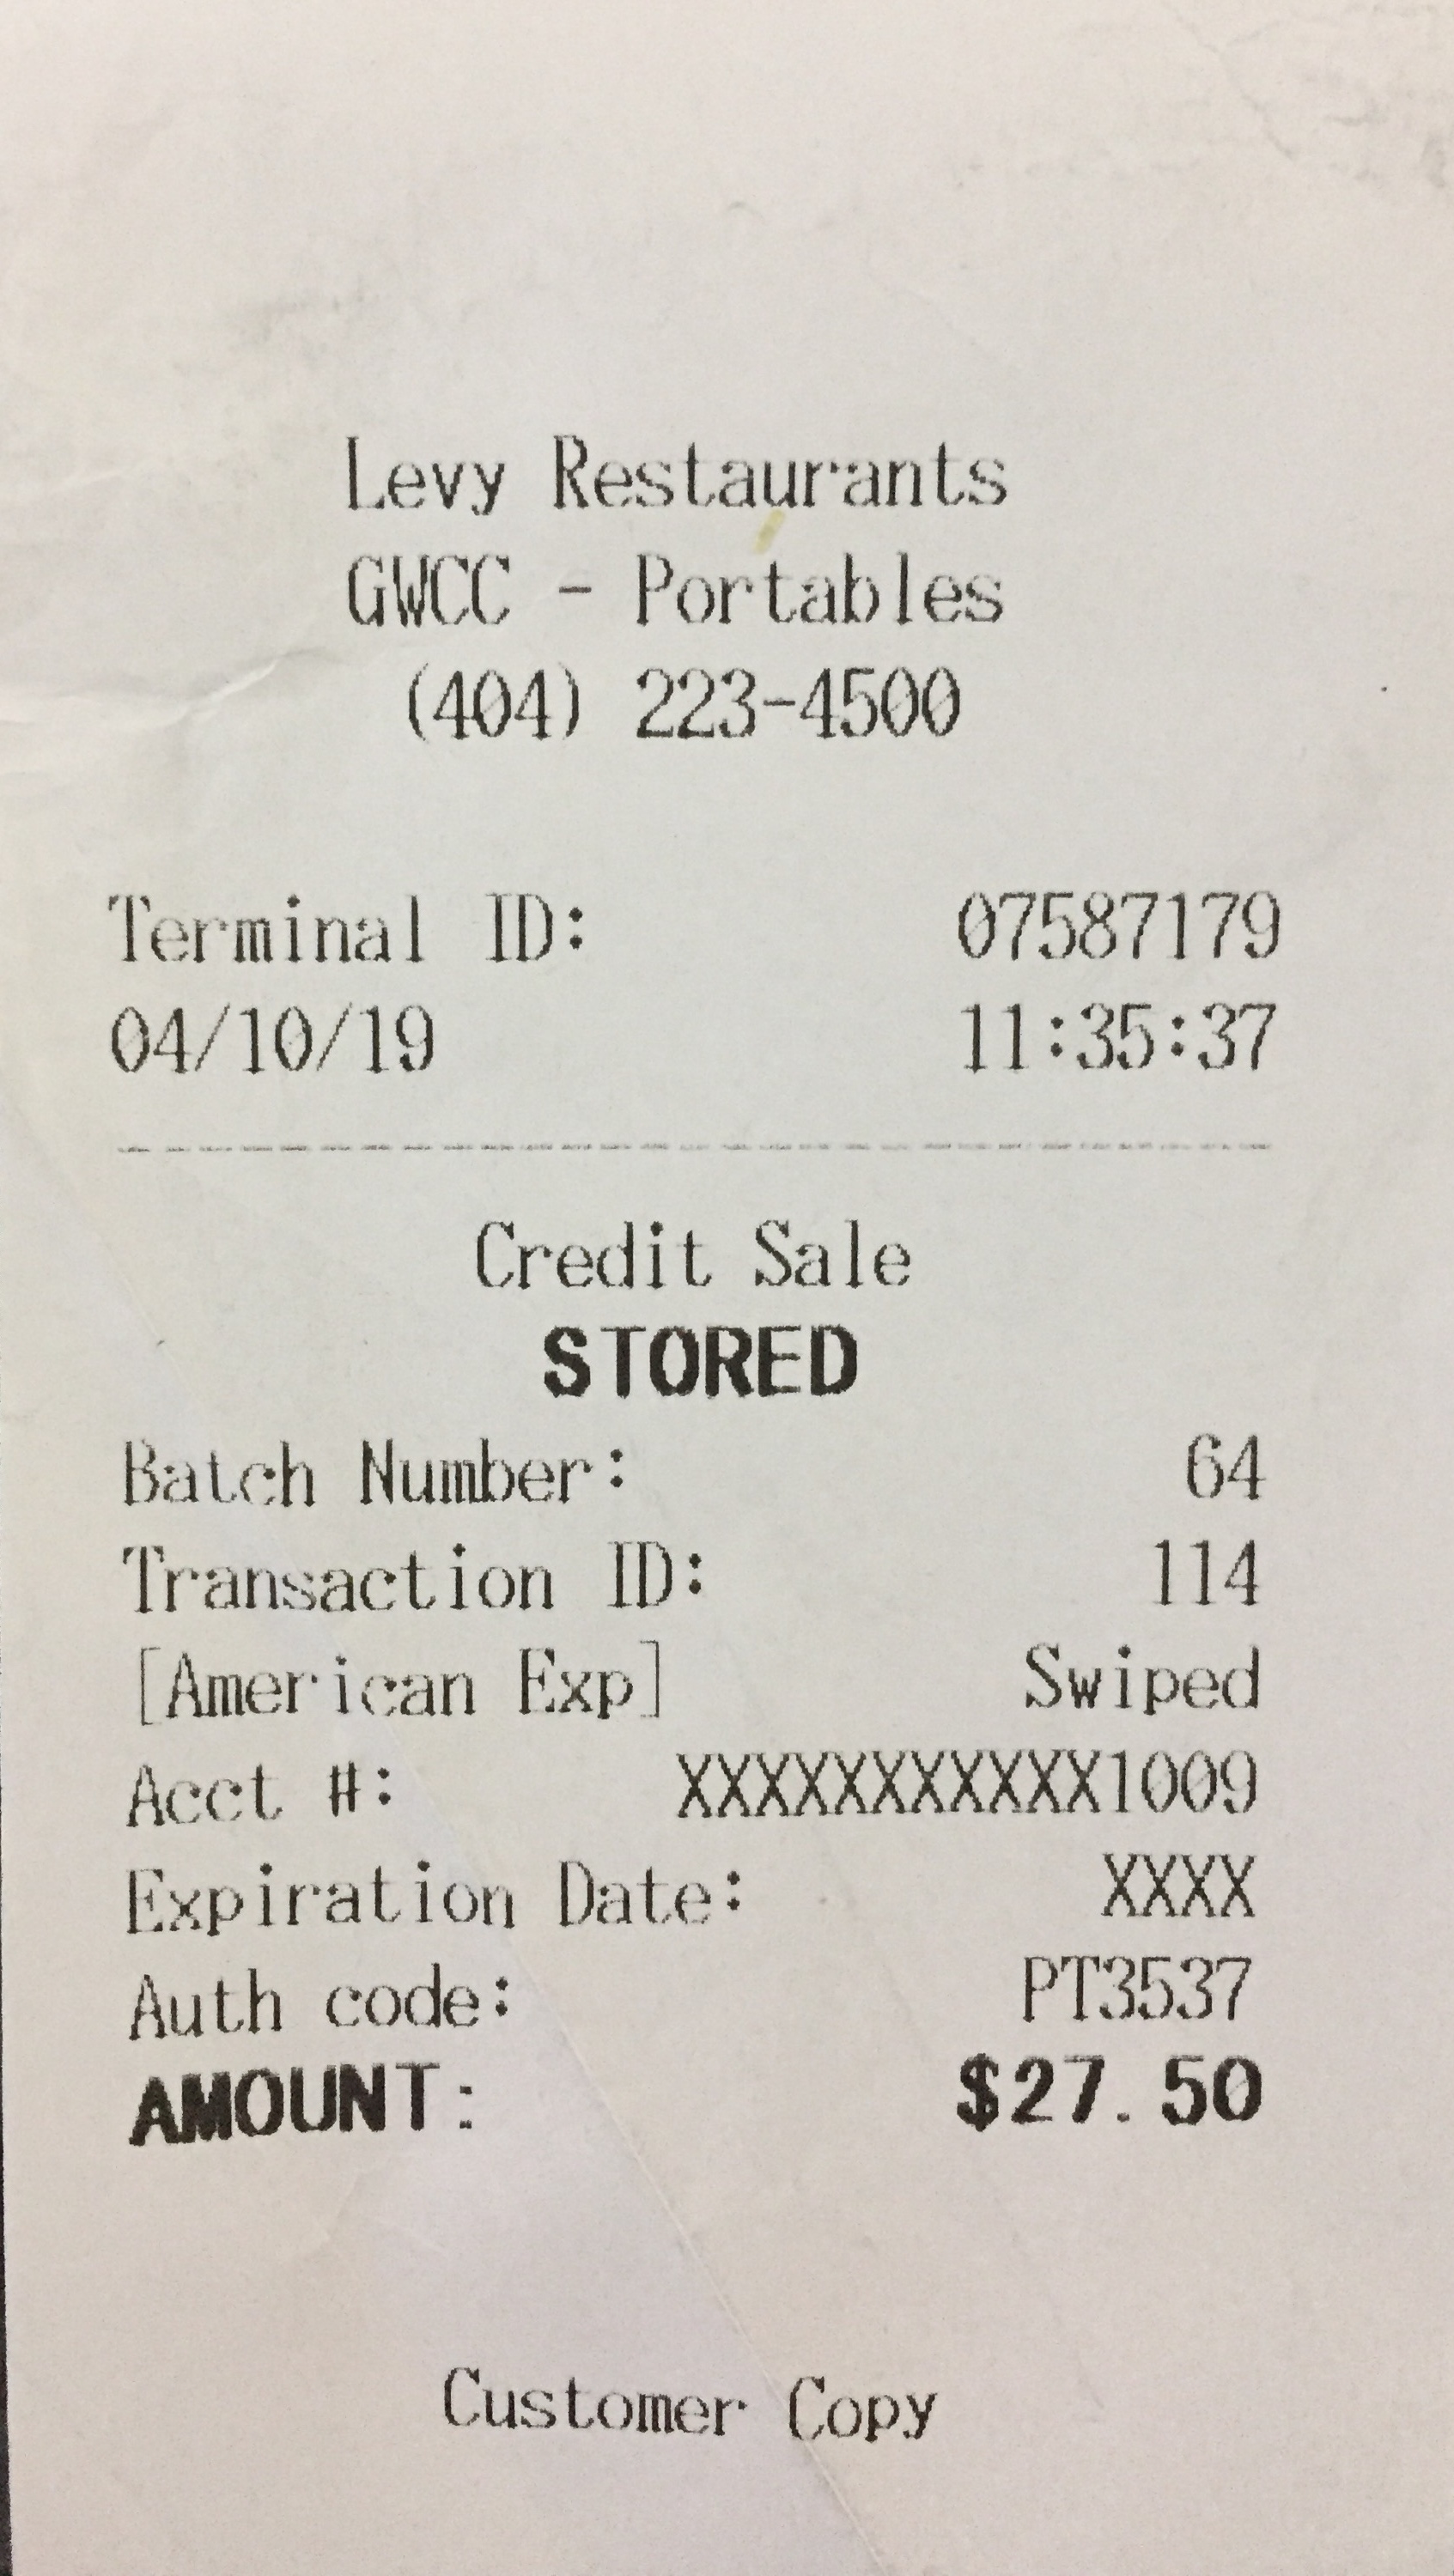 Levy Restaurants
GWCC - Portables
(404) 223-4500
Terminal ID: 07587179
04/10/19 11:35:37
Credit Sale
STORED
Batch Number: 64
Transaction ID: 114
[American Exp] Swiped
Acct #: XXXXXXXXXXX1009
Expiration Date: XXXX
Auth code: PT3537
AMOUNT: $27.50
Customer Copy